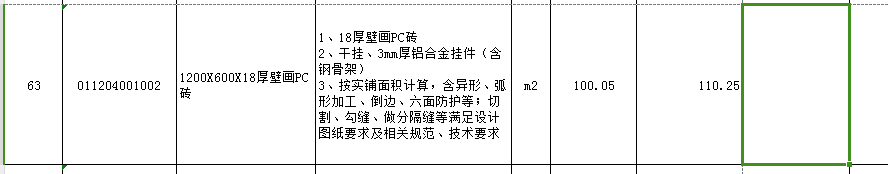 63
011204001002
1200X600X18厚壁画PC
砖
1、18厚壁画PC砖
2、干挂、3mm厚铝合金挂件（含
钢骨架）
3、按实铺面积计算，含异形、弧
形加工、倒边、六面防护等；切
割、勾缝、做分隔缝等满足设计
图纸要求及相关规范、技术要求
m2
100.05
110.25